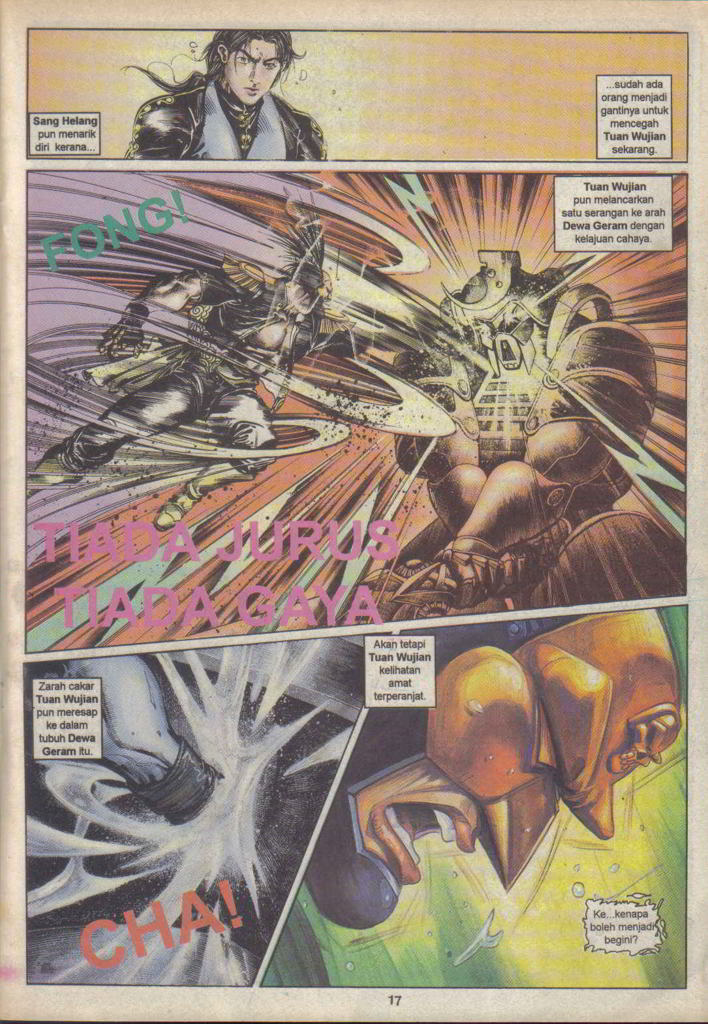 Sang Helang
pun menarik
diri kerana...
...sudah ada
orang menjadi
gantinya untuk
mencegah
Tuan Wujian
sekarang.
FONG!
Tuan Wujian
pun melancarkan
satu serangan ke arah
Dewa Geram dengan
kelajuan cahaya.
TIADA JURUS
TIADA GAYA
Zarah cakar
Tuan Wujian
pun meresap
ke dalam
tubuh Dewa
Geram itu.
CHA!
Akan tetapi
Tuan Wujian
kelihatan
amat
terperanjat.
Ke...kenapa
boleh menjadi
begini?
17